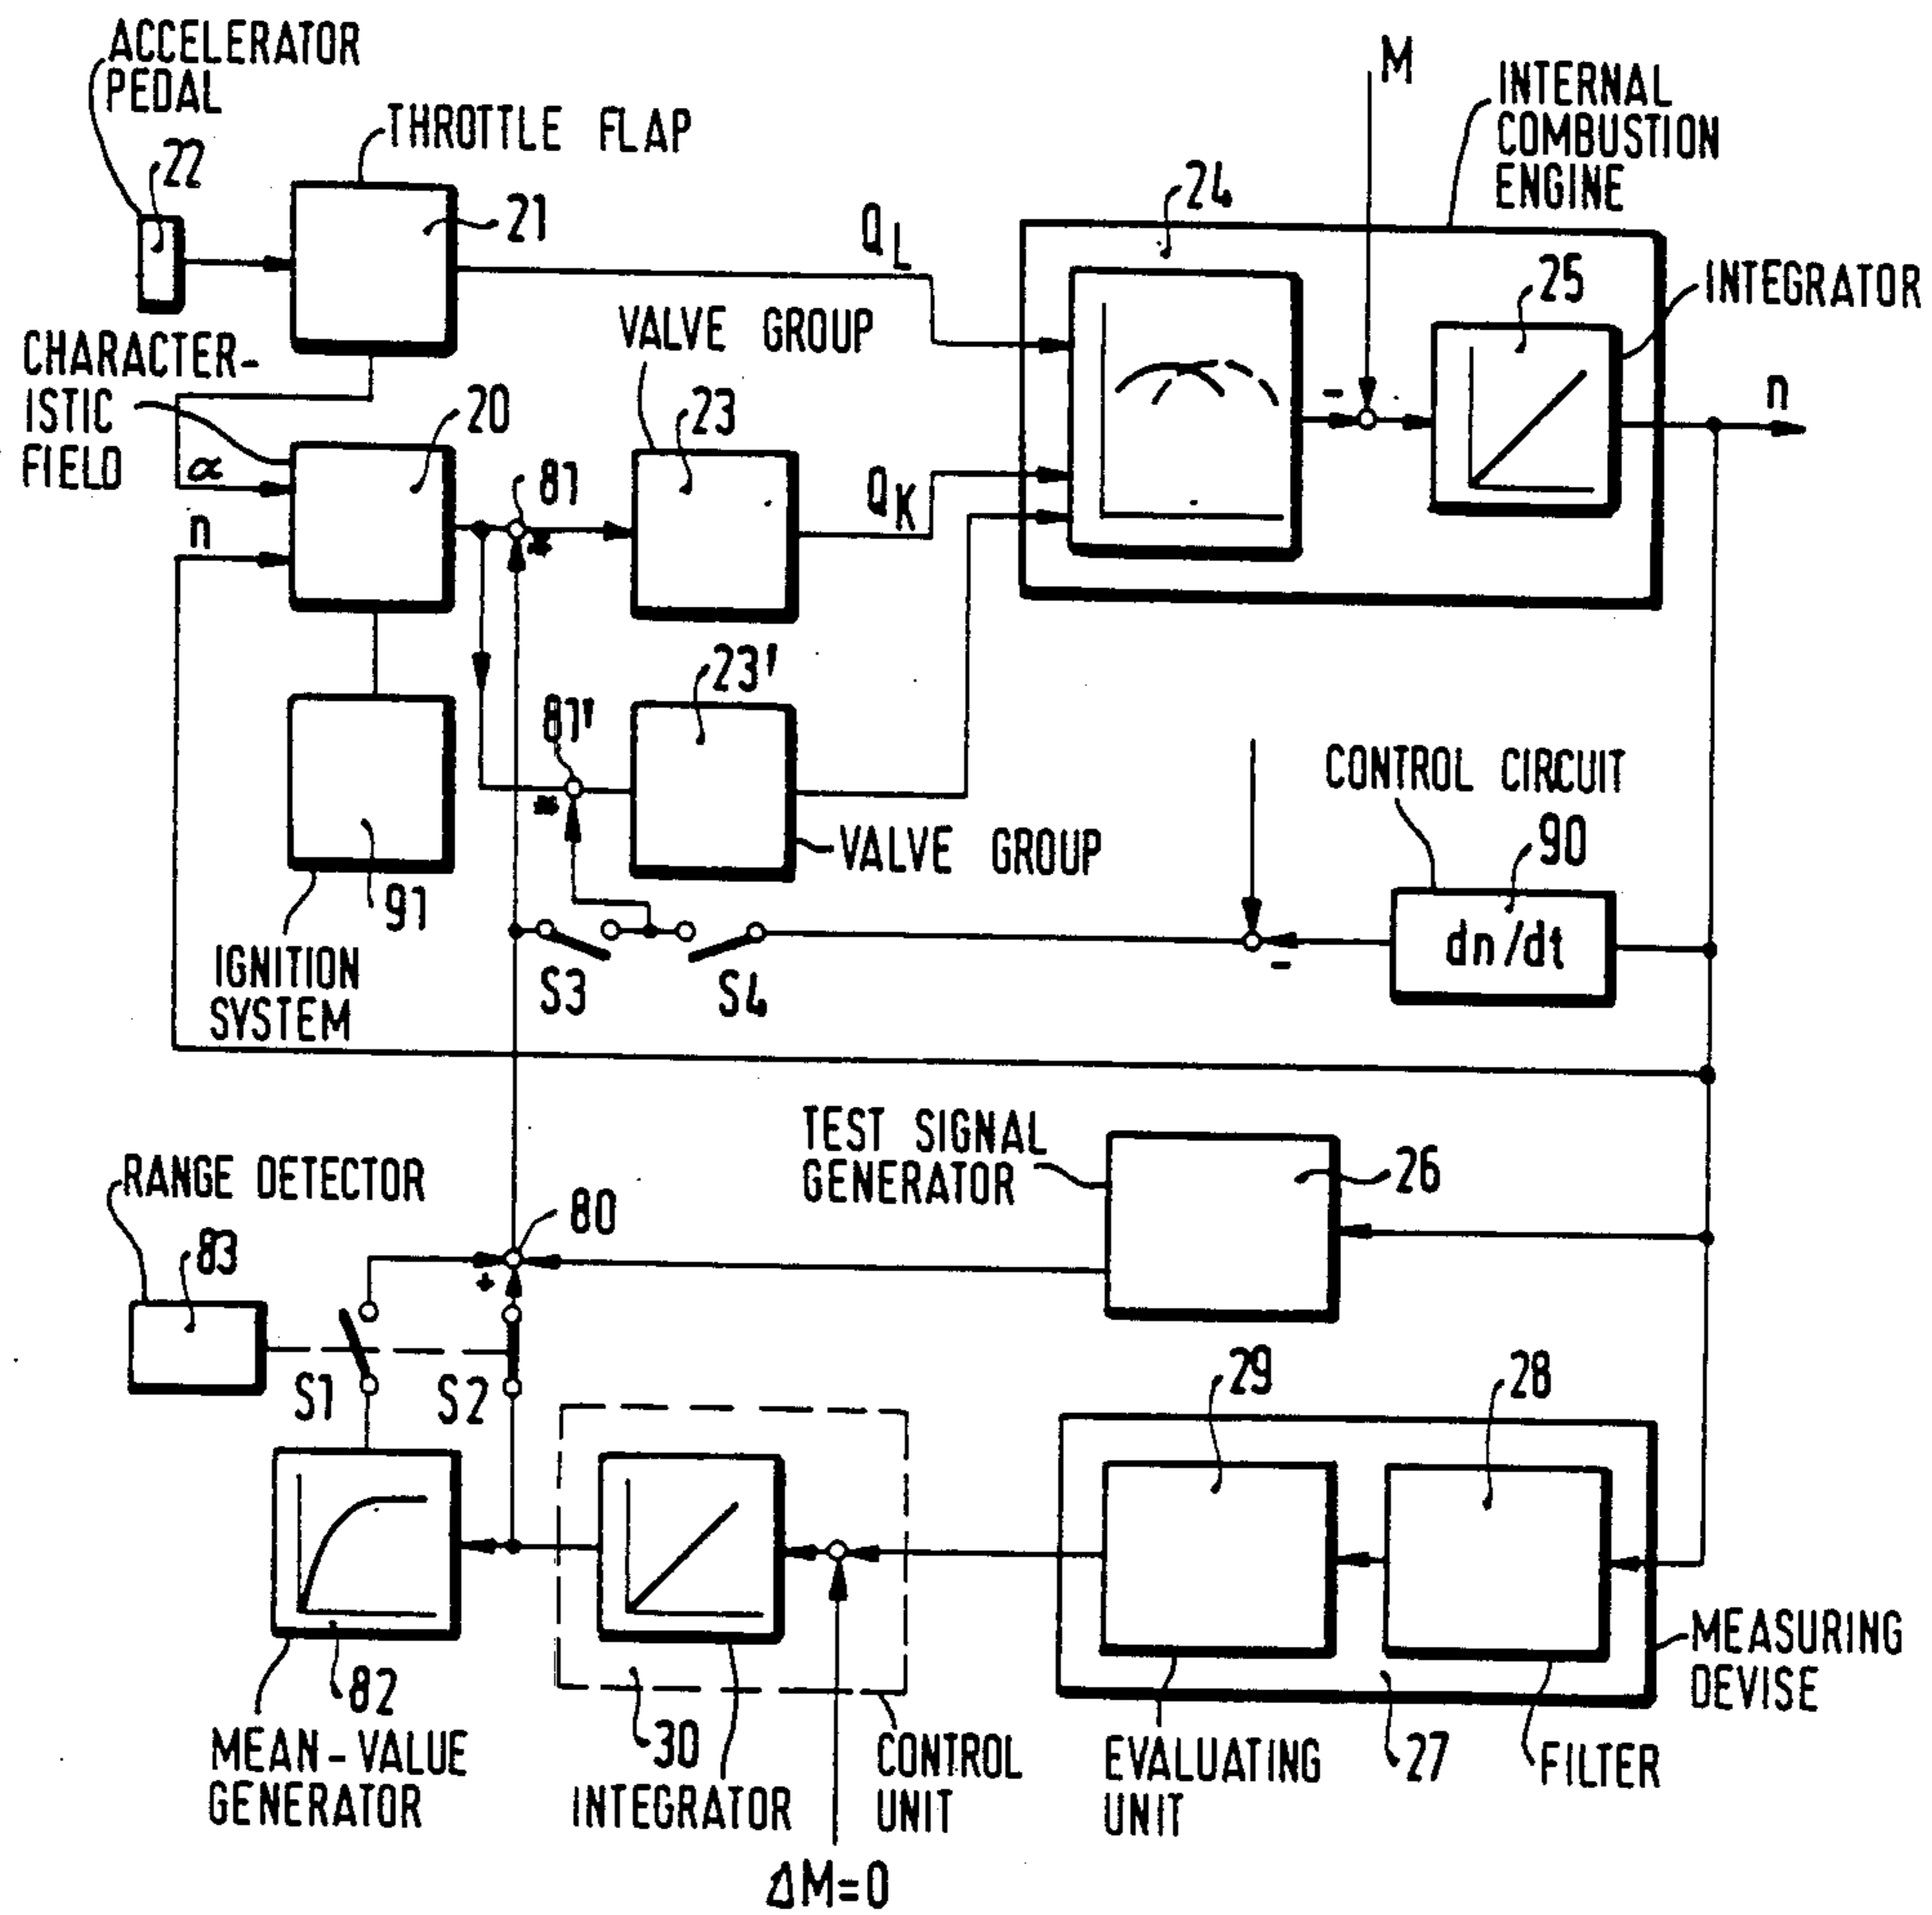 ACCELERATOR
PEDAL
22
THROTTLE FLAP
21
M
INTERNAL
COMBUSTION
ENGINE
24
QL
25
INTEGRATOR
n
CHARACTER-
ISTIC
FIELD
α
n
20
81
*
VALVE GROUP
23
QK
-
23'
81'
*
VALVE GROUP
91
IGNITION
SYSTEM
S3
S4
-
CONTROL CIRCUIT
90
dn/dt
TEST SIGNAL
GENERATOR
26
RANGE DETECTOR
83
80
+
S1
S2
29
28
82
MEAN-VALUE
GENERATOR
30
INTEGRATOR
CONTROL
UNIT
ΔM=0
EVALUATING
UNIT
27
FILTER
MEASURING
DEVISE